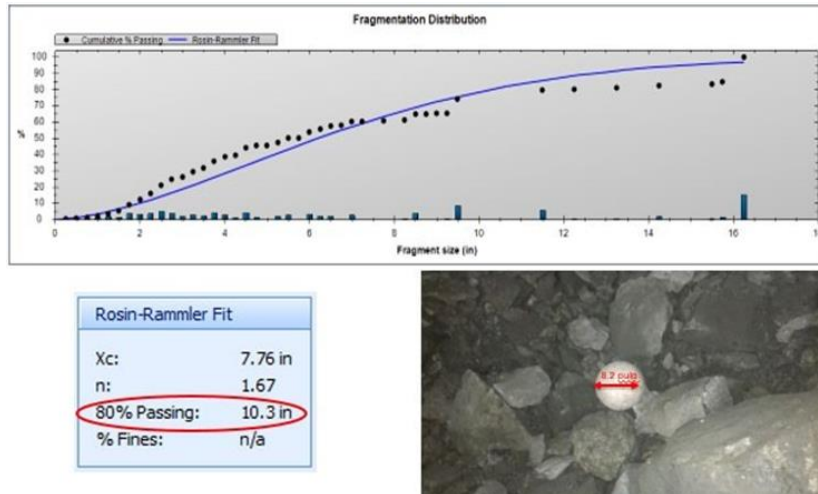 Fragmentation Distribution
Cumulative % Passing Rosin-Rammler Fit
100
90
80
70
60
50
40
30
20
10
0
%
0 2 4 6 8 10 12 14 16 18
Fragment size (in)
Rosin-Rammler Fit
Xc: 7.76 in
n: 1.67
80% Passing: 10.3 in
% Fines: n/a
8.2 pulg